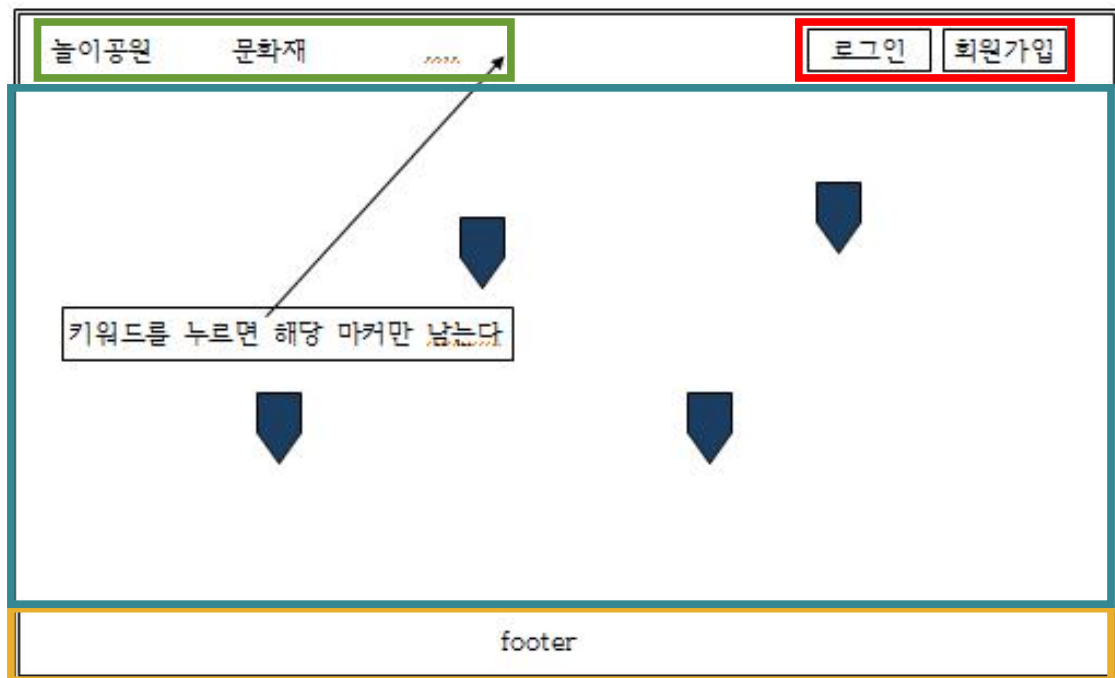 놀이공원 문화재 .... 로그인 회원가입
키워드를 누르면 해당 마커만 남는다
footer